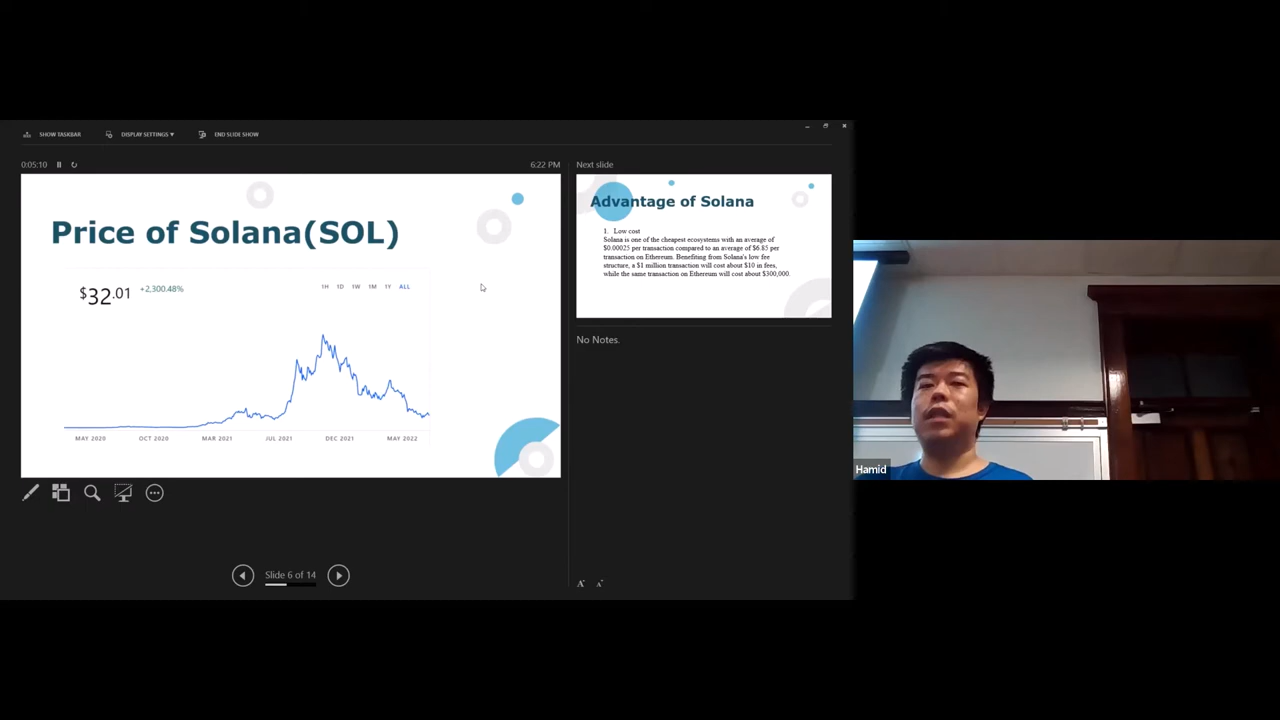 SHOW TASKBAR
DISPLAY SETTINGS ▾
END SLIDE SHOW
0:05:10
6:22 PM
Next slide
Price of Solana(SOL)
$32.01
+2,300.48%
1H 1D 1W 1M 1Y ALL
MAY 2020 OCT 2020 MAR 2021 JUL 2021 DEC 2021 MAY 2022
Advantage of Solana
1. Low cost
Solana is one of the cheapest ecosystems with an average of
$0.00025 per transaction compared to an average of $6.85 per
transaction on Ethereum. Benefiting from Solana's low fee
structure, a $1 million transaction will cost about $10 in fees,
while the same transaction on Ethereum will cost about $300,000.
No Notes.
Slide 6 of 14
A A
Hamid